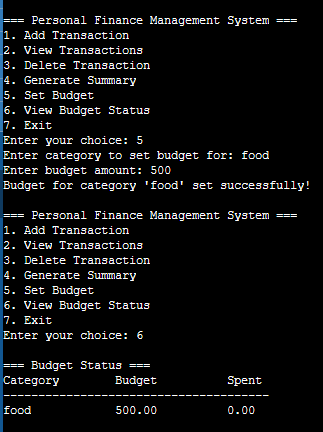 === Personal Finance Management System ===
1. Add Transaction
2. View Transactions
3. Delete Transaction
4. Generate Summary
5. Set Budget
6. View Budget Status
7. Exit
Enter your choice: 5
Enter category to set budget for: food
Enter budget amount: 500
Budget for category 'food' set successfully!
=== Personal Finance Management System ===
1. Add Transaction
2. View Transactions
3. Delete Transaction
4. Generate Summary
5. Set Budget
6. View Budget Status
7. Exit
Enter your choice: 6
=== Budget Status ===
Category        Budget          Spent
--------------------------------------
food            500.00          0.00